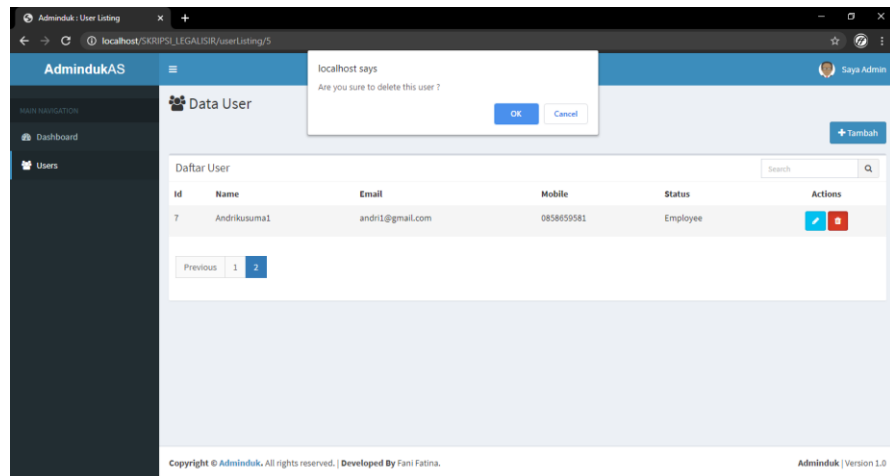 Adminduk : User Listing
localhost/SKRIPSI_LEGALISIR/userListing/5
AdmindukAS
Saya Admin
localhost says
Are you sure to delete this user ?
OK Cancel
MAIN NAVIGATION
Dashboard
Users
Data User
Tambah
Daftar User
Search
Id Name Email Mobile Status Actions
7 Andrikusuma1 andri1@gmail.com 0858659581 Employee
Previous 1 2
Copyright © Adminduk. All rights reserved. | Developed By Fani Fatina.
Adminduk | Version 1.0